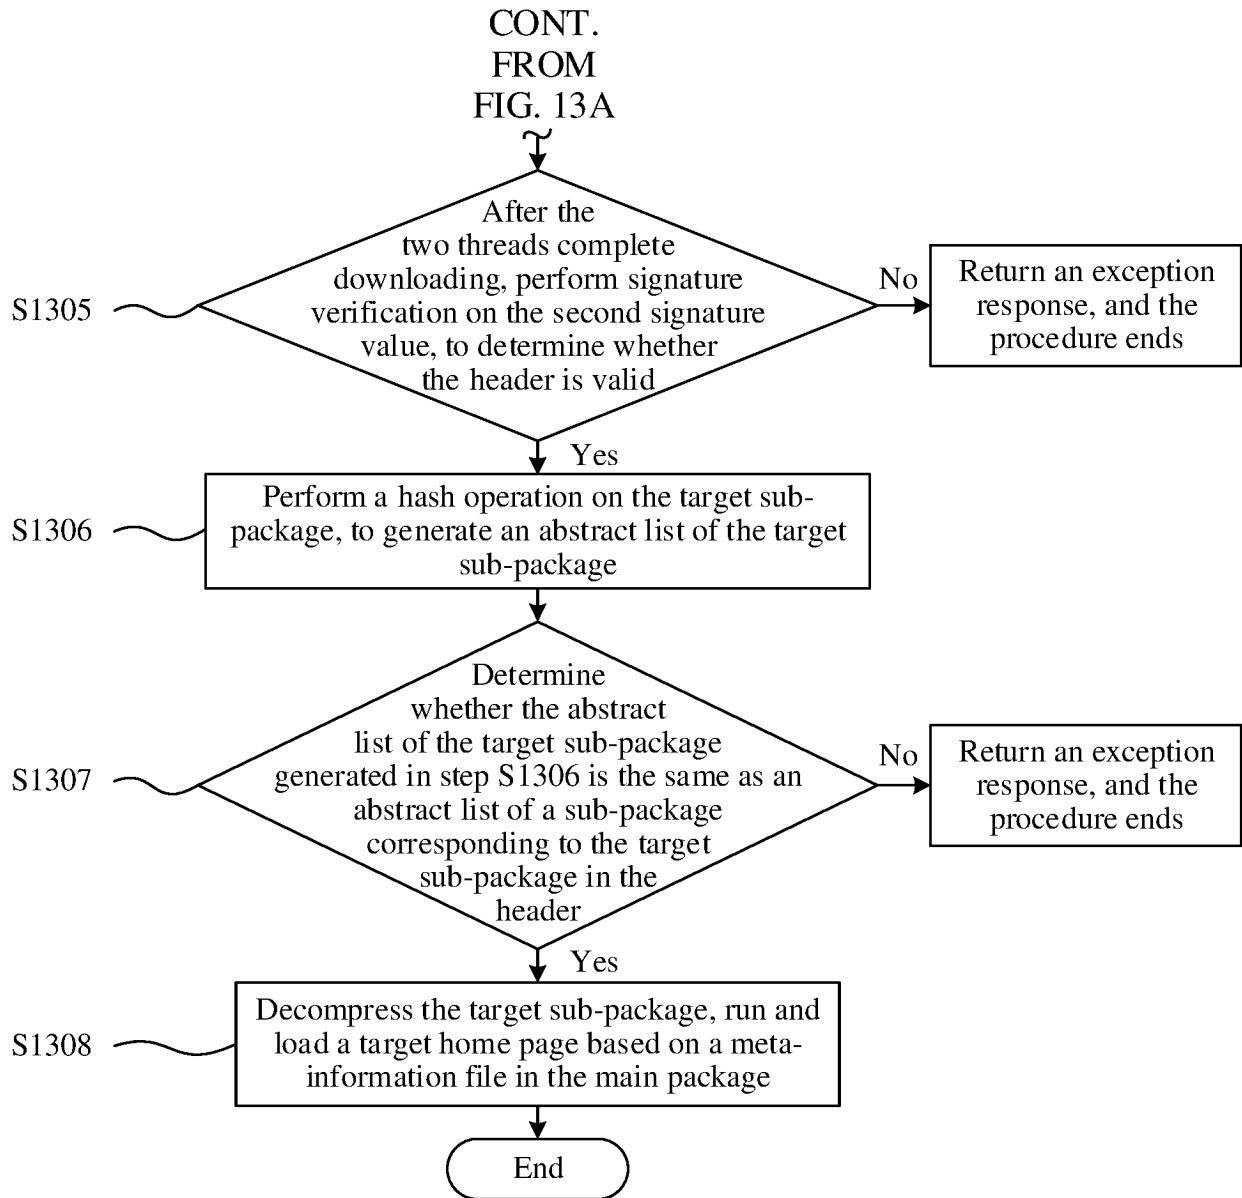 CONT.
FROM
FIG. 13A
After the
two threads complete
downloading, perform signature
verification on the second signature
value, to determine whether
the header is valid
S1305
No
Return an exception
response, and the
procedure ends
Yes
Perform a hash operation on the target sub-
package, to generate an abstract list of the target
sub-package
S1306
Determine
whether the abstract
list of the target sub-package
generated in step S1306 is the same as an
abstract list of a sub-package
corresponding to the target
sub-package in the
header
S1307
No
Return an exception
response, and the
procedure ends
Yes
Decompress the target sub-package, run and
load a target home page based on a meta-
information file in the main package
S1308
End